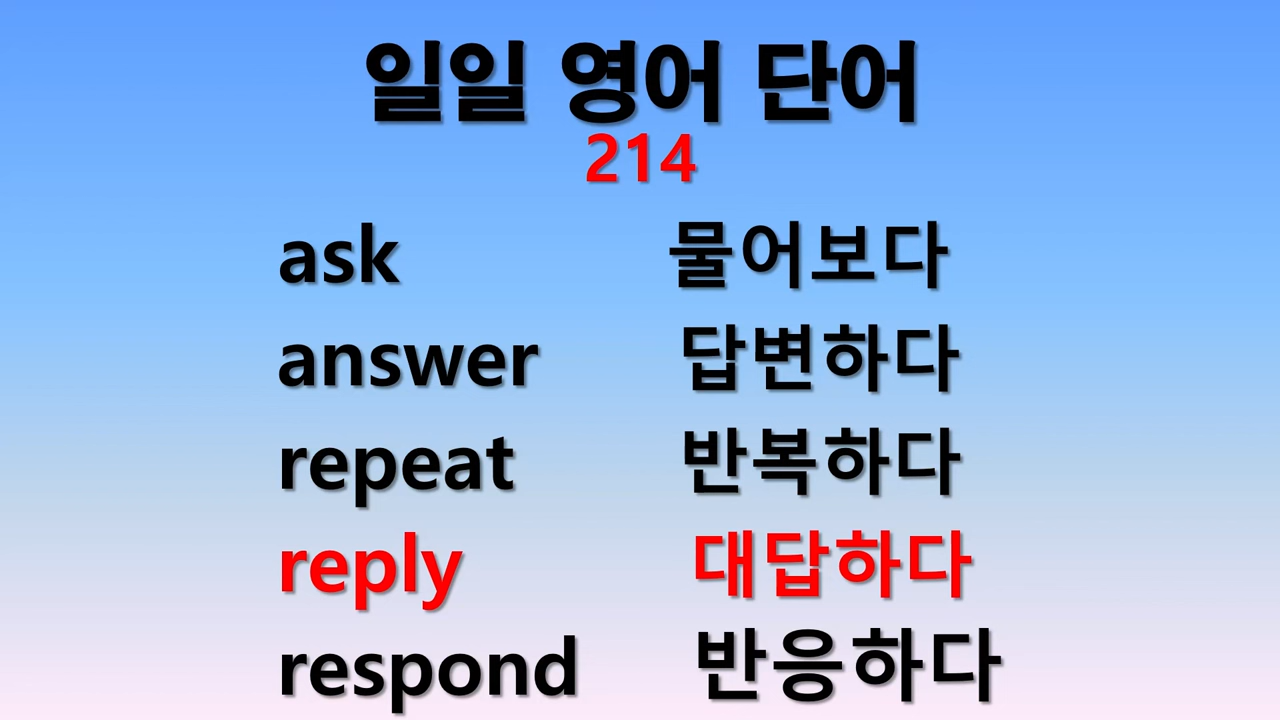 일일 영어 단어
214
ask 물어보다
answer 답변하다
repeat 반복하다
reply 대답하다
respond 반응하다